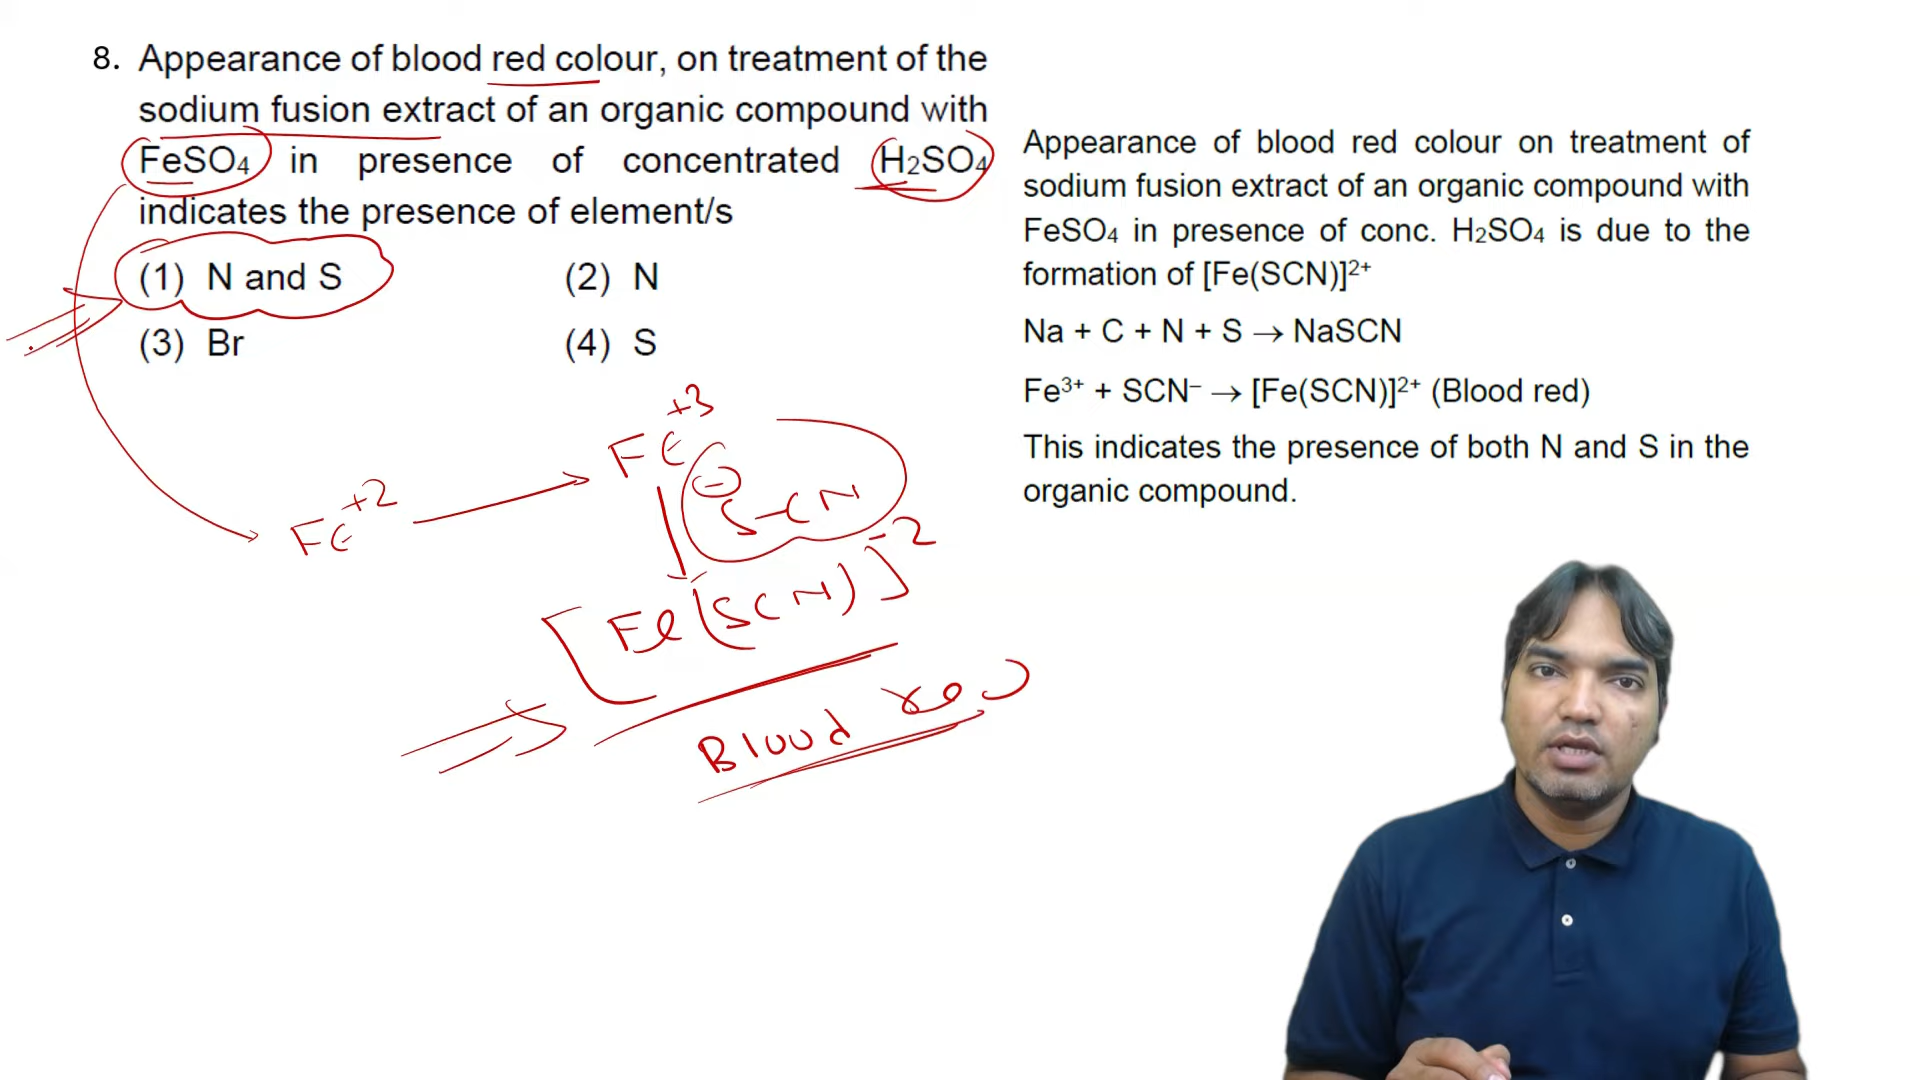 8. Appearance of blood red colour, on treatment of the
sodium fusion extract of an organic compound with
FeSO₄ in presence of concentrated H₂SO₄
indicates the presence of element/s
(1) N and S (2) N
(3) Br (4) S
Appearance of blood red colour on treatment of
sodium fusion extract of an organic compound with
FeSO₄ in presence of conc. H₂SO₄ is due to the
formation of [Fe(SCN)]²⁺
Na + C + N + S → NaSCN
Fe³⁺ + SCN⁻ → [Fe(SCN)]²⁺ (Blood red)
This indicates the presence of both N and S in the
organic compound.
Fe⁺³
⊖
SCN
Fe⁺²
[Fe(SCN)]⁻²
Blood red